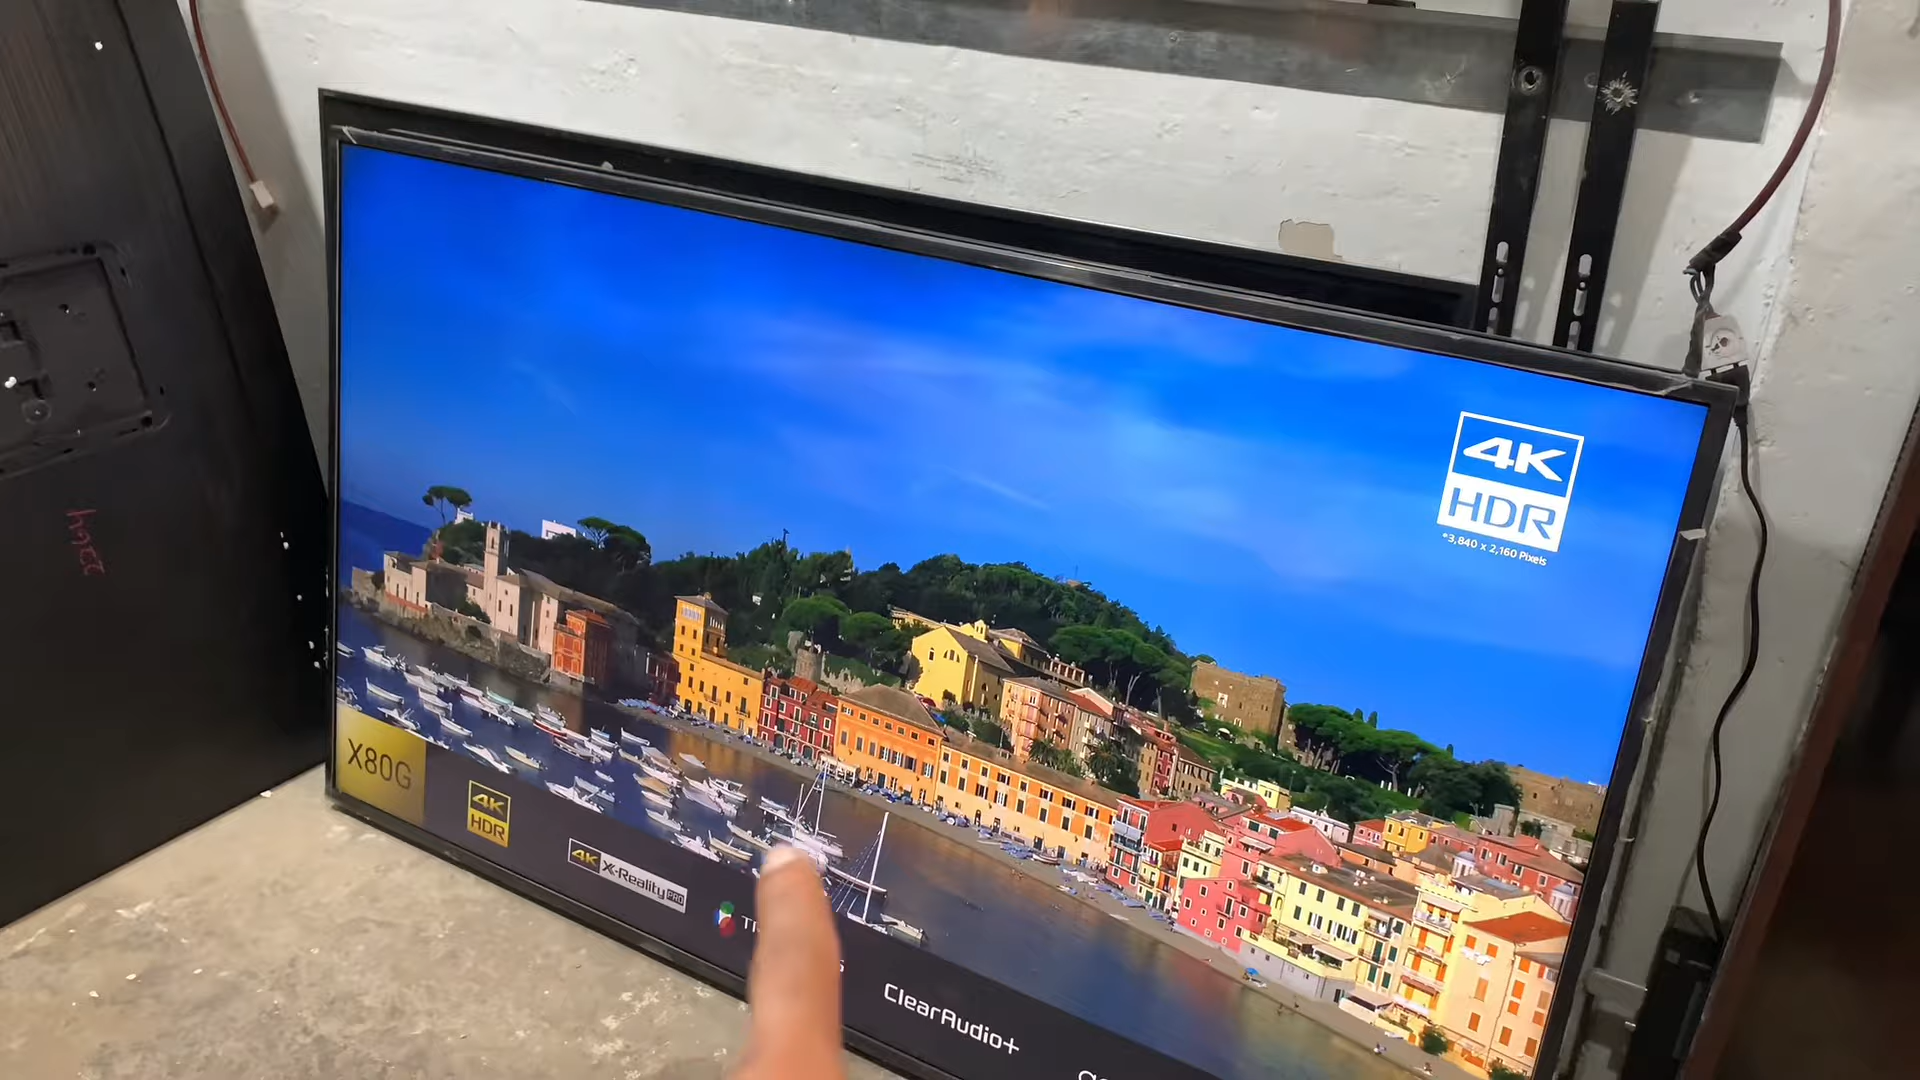 4K
HDR
*3,840 x 2,160 Pixels
X80G
4K
HDR
4K X-Reality PRO
ClearAudio+